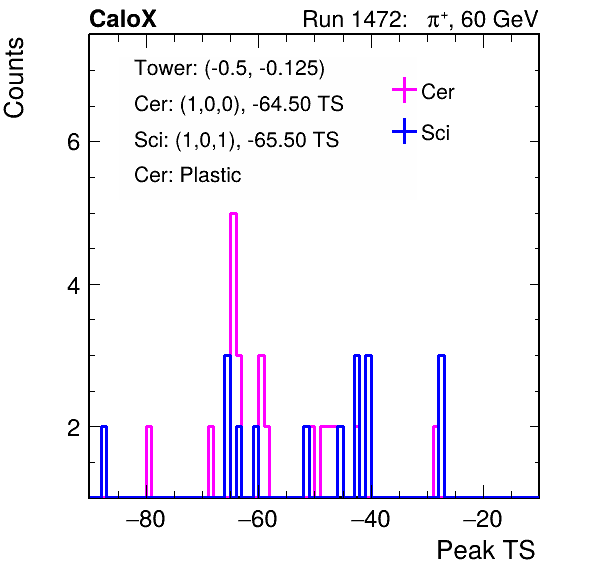 CaloX Run 1472: π⁺, 60 GeV
Counts
Tower: (-0.5, -0.125)
Cer: (1,0,0), -64.50 TS
Sci: (1,0,1), -65.50 TS
Cer: Plastic
Cer
Sci
6
4
2
−80 −60 −40 −20
Peak TS